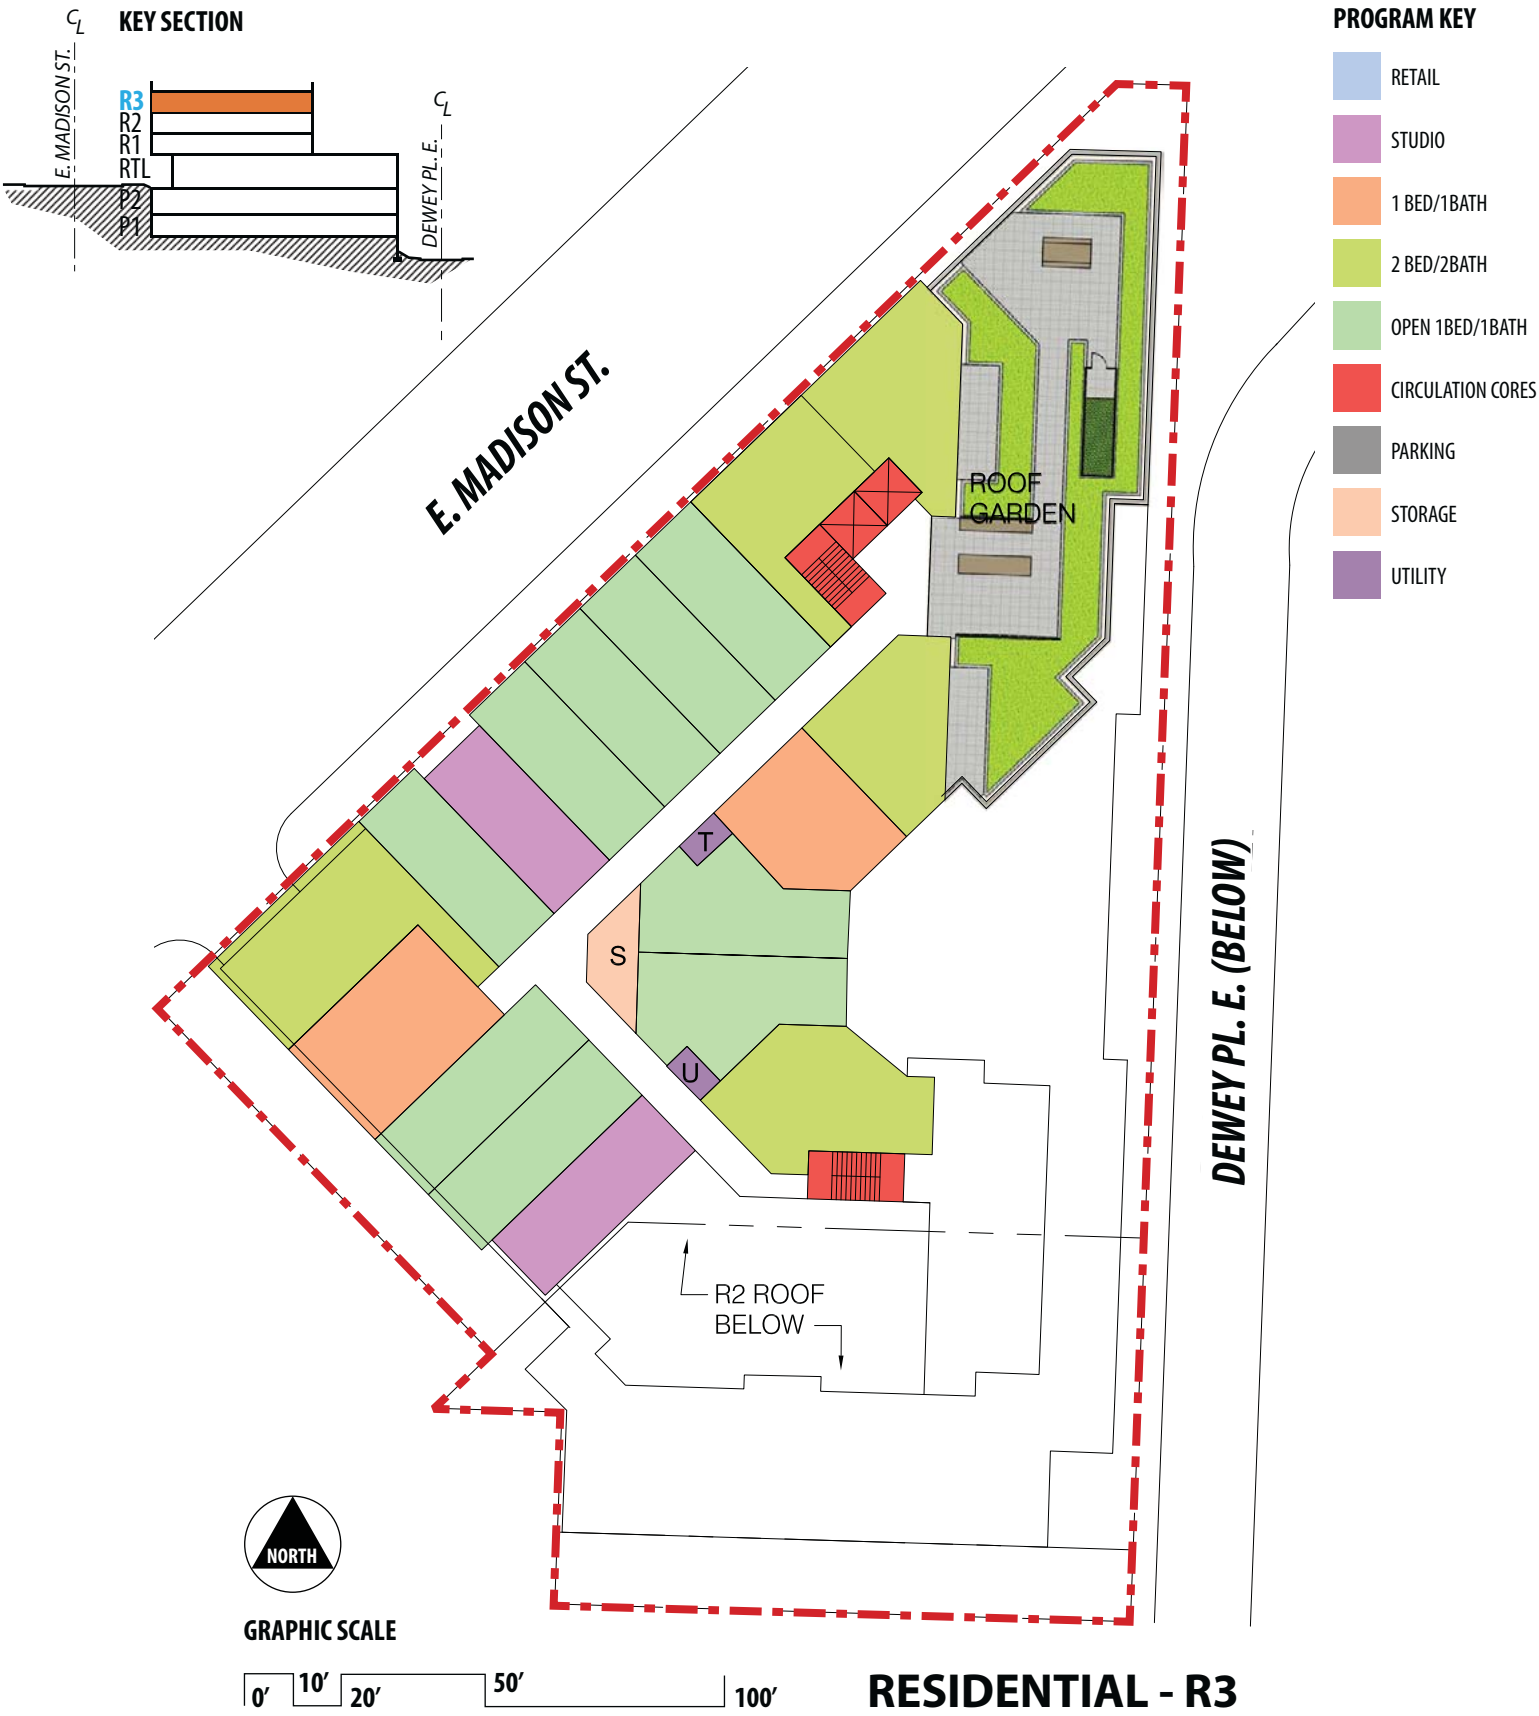 KEY SECTION
CL
E. MADISON ST.
R3
R2
R1
RTL
P2
P1
CL
DEWEY PL. E.
PROGRAM KEY
RETAIL
STUDIO
1 BED/1BATH
2 BED/2BATH
OPEN 1BED/1BATH
CIRCULATION CORES
PARKING
STORAGE
UTILITY
E. MADISON ST.
ROOF
GARDEN
T
S
U
DEWEY PL. E. (BELOW)
R2 ROOF
BELOW
NORTH
GRAPHIC SCALE
0' 10' 20' 50' 100'
RESIDENTIAL - R3